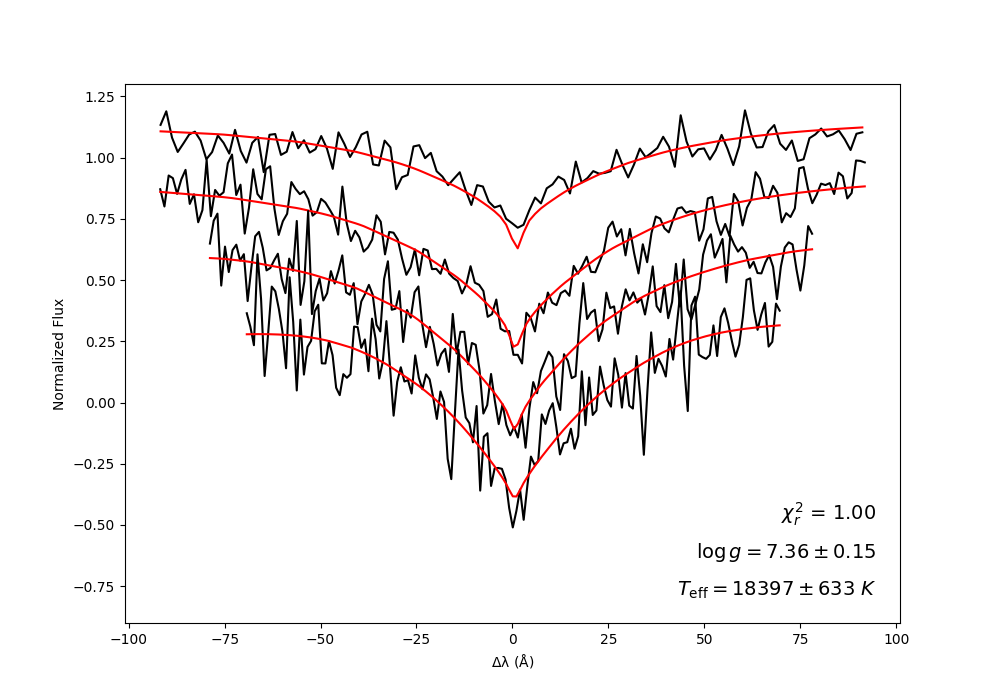 1.25
1.00
0.75
0.50
0.25
0.00
−0.25
−0.50
−0.75
Normalized Flux
χ²ᵣ = 1.00
log g = 7.36 ± 0.15
T_eff = 18397 ± 633 K
−100 −75 −50 −25 0 25 50 75 100
Δλ (Å)